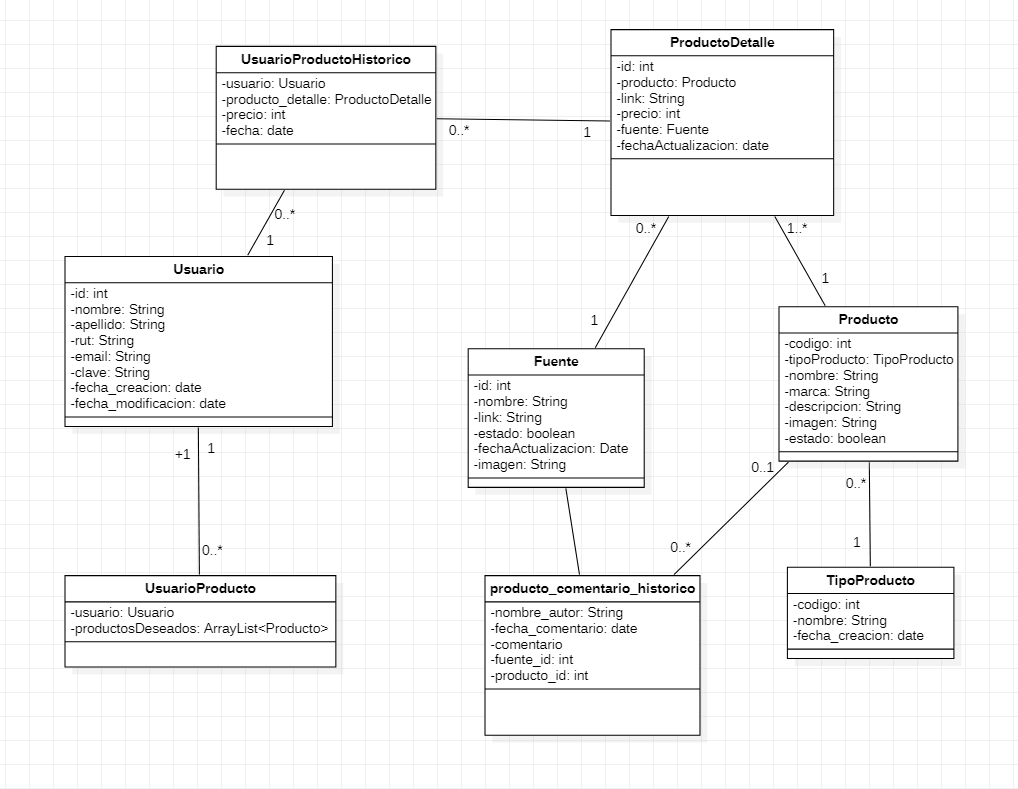 UsuarioProductoHistorico
-usuario: Usuario
-producto_detalle: ProductoDetalle
-precio: int
-fecha: date
ProductoDetalle
-id: int
-producto: Producto
-link: String
-precio: int
-fuente: Fuente
-fechaActualizacion: date
0..*
1
0..*
1
0..*
1
1..*
1
Usuario
-id: int
-nombre: String
-apellido: String
-rut: String
-email: String
-clave: String
-fecha_creacion: date
-fecha_modificacion: date
Fuente
-id: int
-nombre: String
-link: String
-estado: boolean
-fechaActualizacion: Date
-imagen: String
Producto
-codigo: int
-tipoProducto: TipoProducto
-nombre: String
-marca: String
-descripcion: String
-imagen: String
-estado: boolean
+1
1
0..*
0..1
0..*
0..*
1
UsuarioProducto
-usuario: Usuario
-productosDeseados: ArrayList<Producto>
producto_comentario_historico
-nombre_autor: String
-fecha_comentario: date
-comentario
-fuente_id: int
-producto_id: int
TipoProducto
-codigo: int
-nombre: String
-fecha_creacion: date